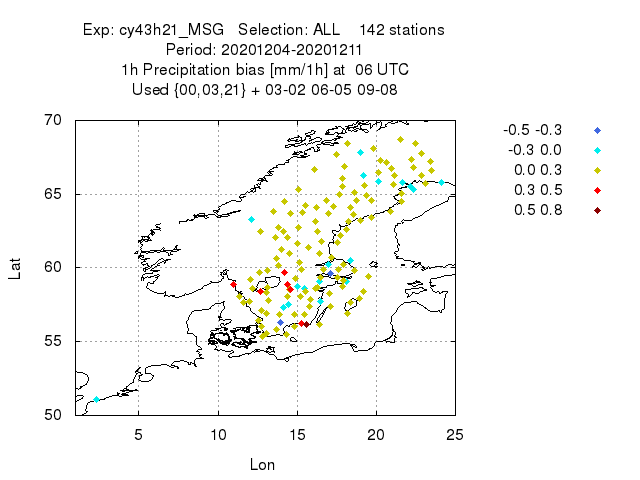 Exp: cy43h21_MSG   Selection: ALL    142 stations
Period: 20201204-20201211
1h Precipitation bias [mm/1h] at  06 UTC
Used {00,03,21} + 03-02 06-05 09-08
-0.5 -0.3
-0.3 0.0
0.0 0.3
0.3 0.5
0.5 0.8
70
65
60
55
50
Lat
5 10 15 20 25
Lon